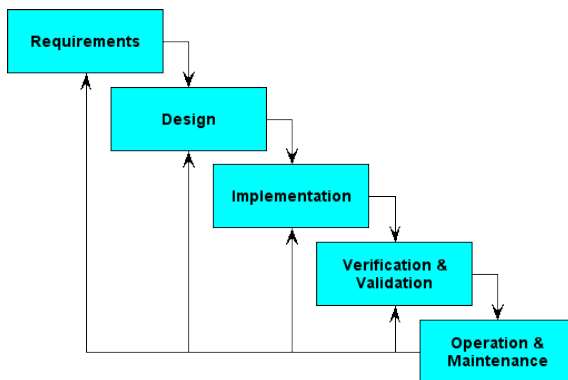 Requirements
Design
Implementation
Verification &
Validation
Operation &
Maintenance